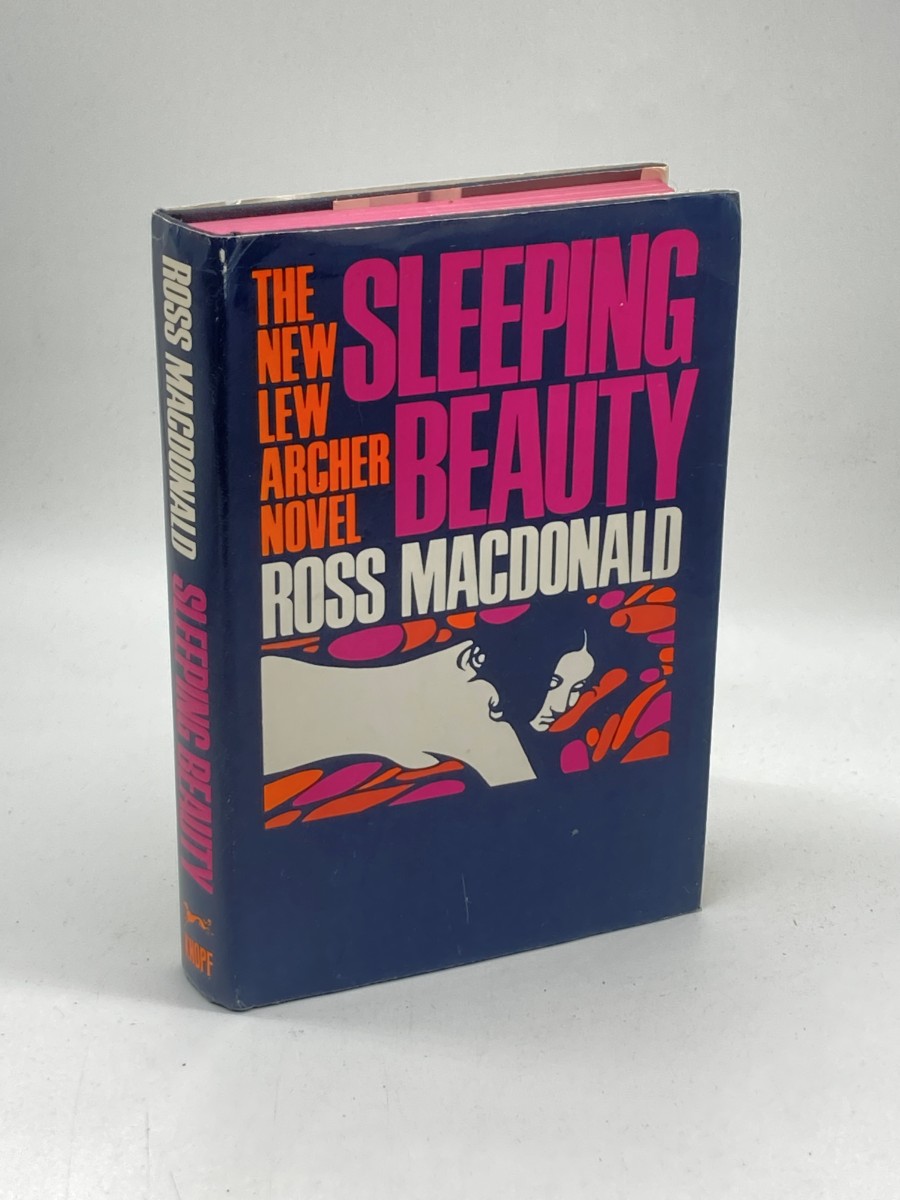 THE
NEW
LEW
ARCHER
NOVEL
SLEEPING
BEAUTY
ROSS MACDONALD
ROSS MACDONALD SLEEPING BEAUTY
KNOPF